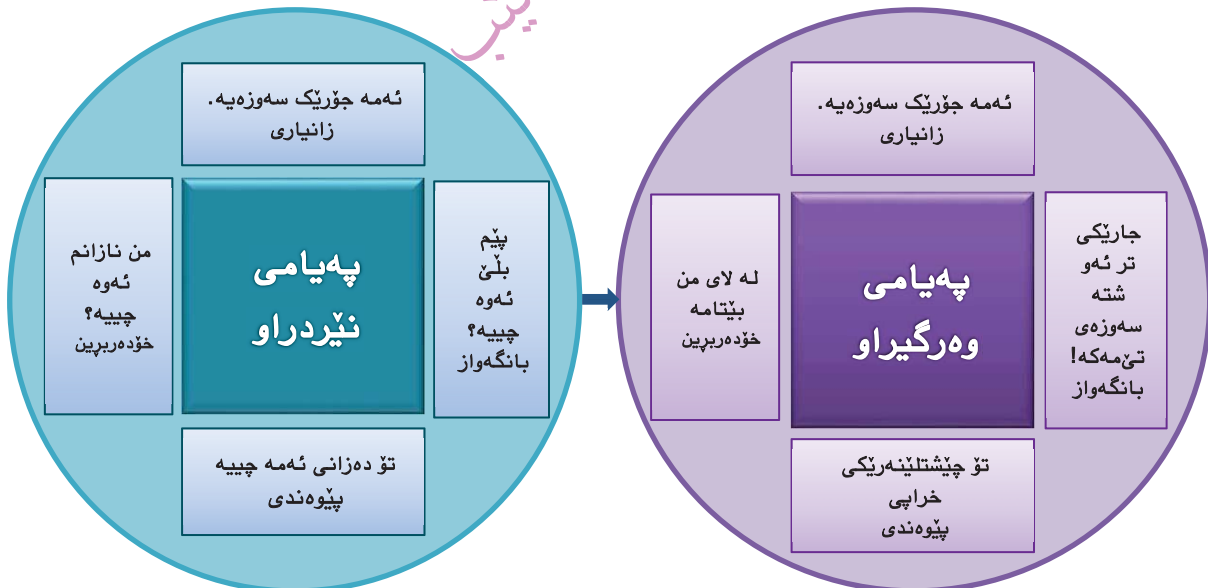 ئەمە جۆرێک سەوزەیە.
زانیاری
پێم
بڵێ
ئەوە
چییە؟
بانگەواز
پەیامی
نێردراو
من نازانم
ئەوە
چییە؟
خۆدەربڕین
تۆ دەزانی ئەمە چییە
پێوەندی
ئەمە جۆرێک سەوزەیە.
زانیاری
جارێکی
تر ئەو
شتە
سەوزەی
تێمەکە!
بانگەواز
پەیامی
وەرگیراو
لە لای من
بێتامە
خۆدەربڕین
تۆ چێشتلێنەرێکی
خراپی
پێوەندی